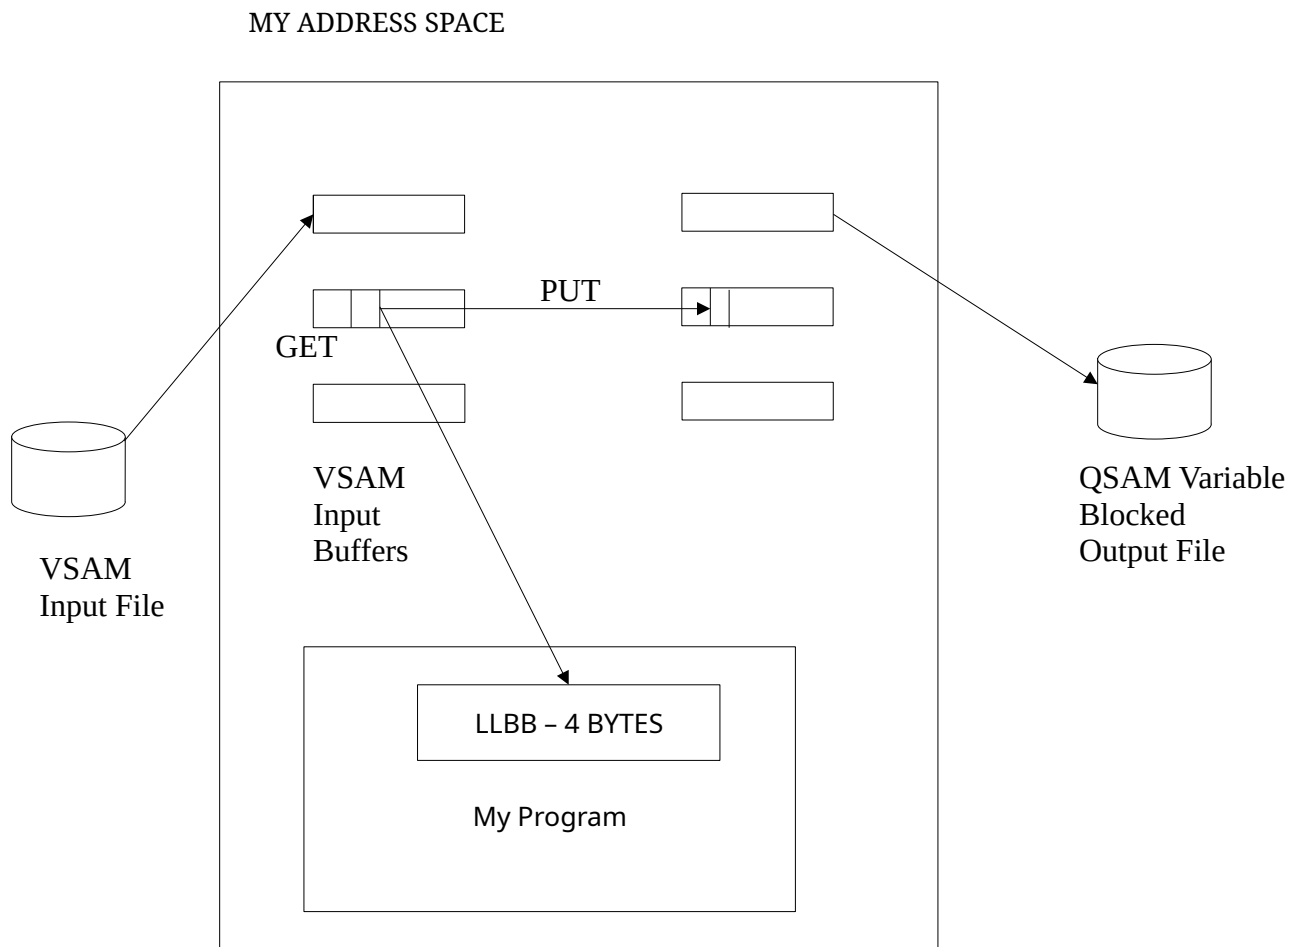 MY ADDRESS SPACE
PUT
GET
VSAM
Input
Buffers
QSAM Variable
Blocked
Output File
VSAM
Input File
LLBB – 4 BYTES
My Program